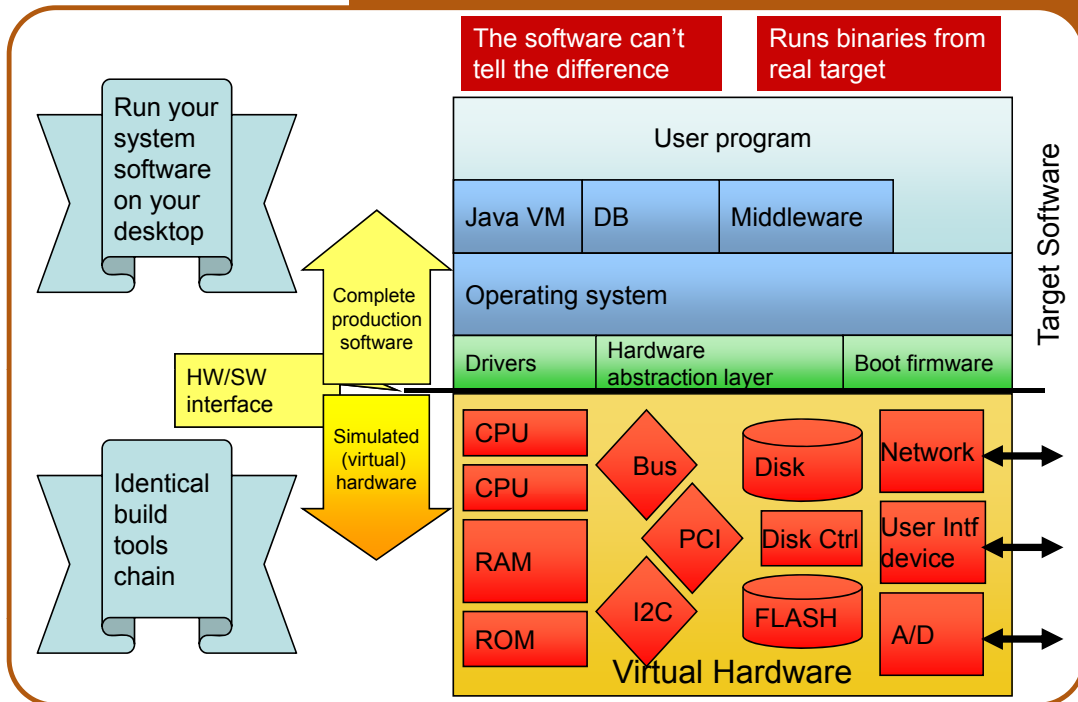 The software can't
tell the difference
Runs binaries from
real target
Run your
system
software
on your
desktop
User program
Java VM
DB
Middleware
Operating system
Target Software
Complete
production
software
HW/SW
interface
Drivers
Hardware
abstraction layer
Boot firmware
Simulated
(virtual)
hardware
Identical
build
tools
chain
CPU
CPU
RAM
ROM
Bus
PCI
I2C
Disk
Disk Ctrl
FLASH
Network
User Intf
device
A/D
Virtual Hardware